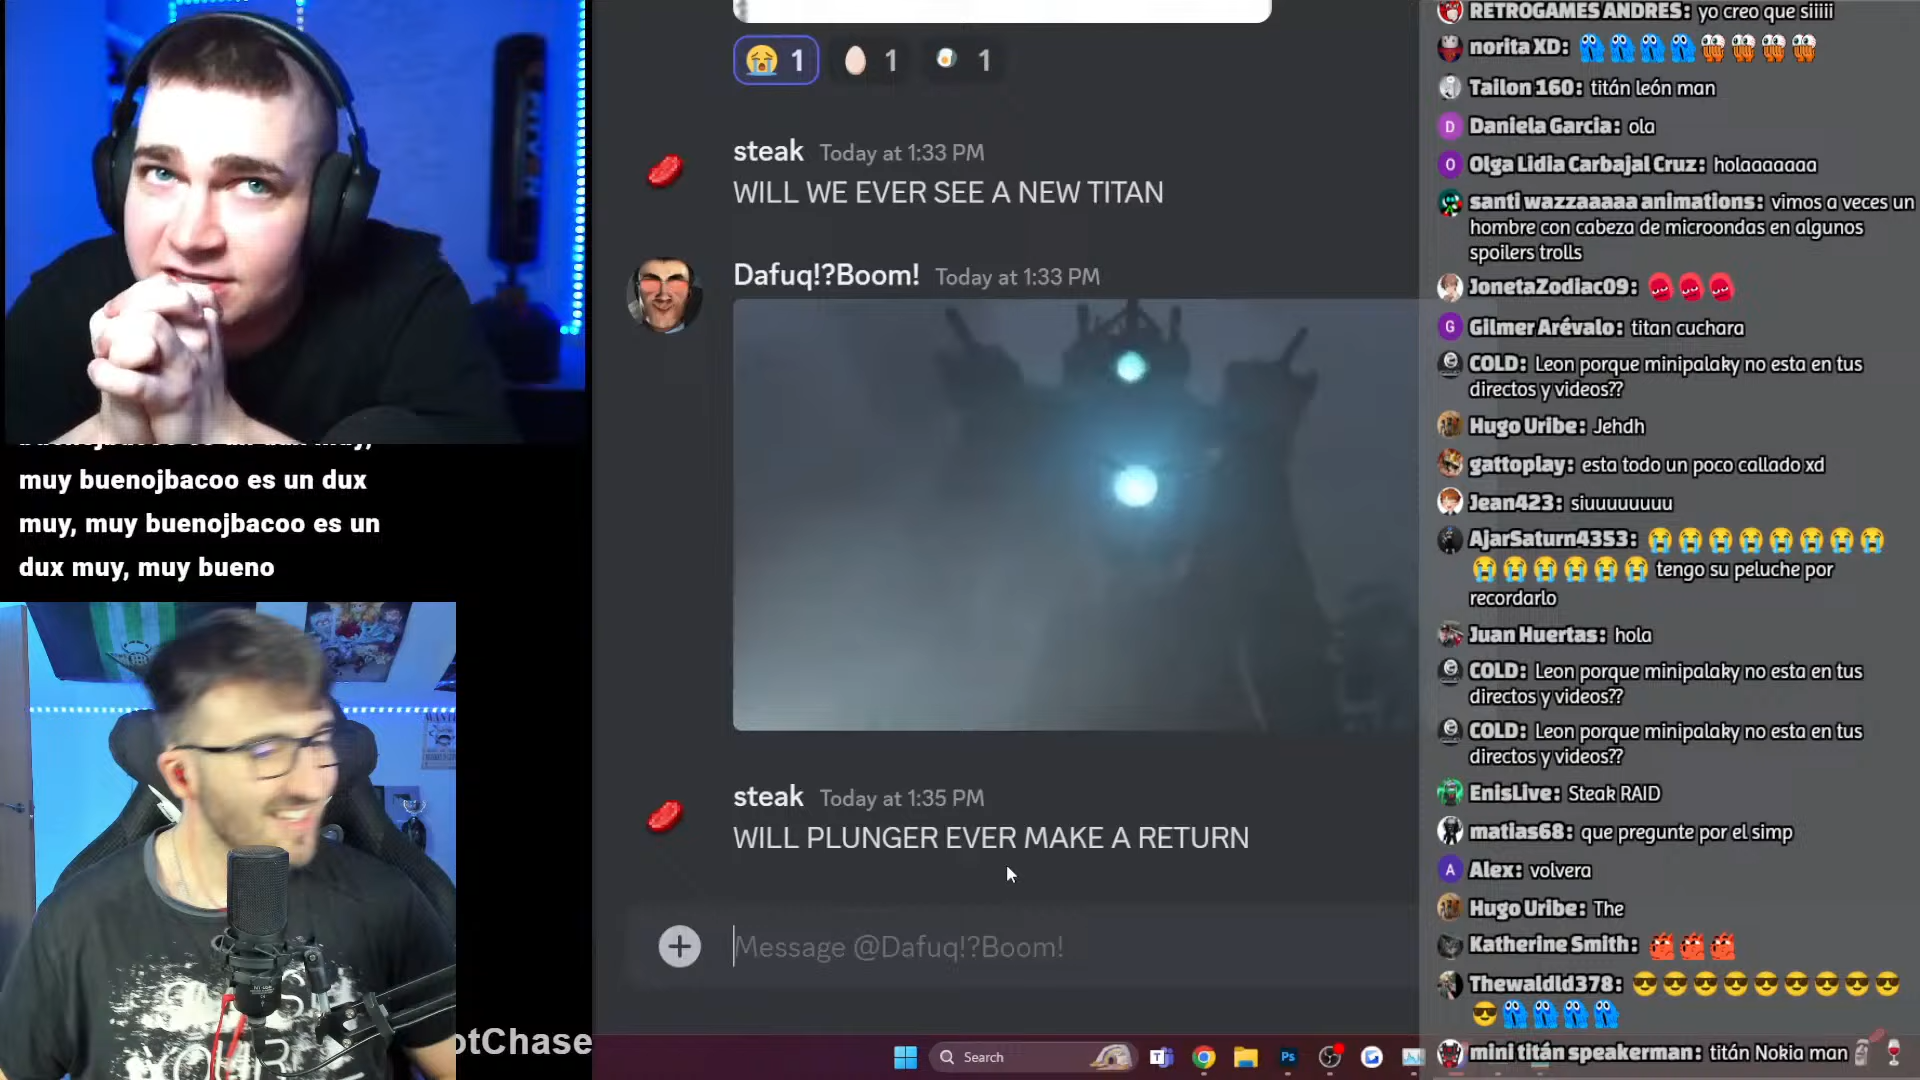 muy buenojbacoo es un dux
muy, muy buenojbacoo es un
dux muy, muy bueno
otChase
1
1
1
steak Today at 1:33 PM
WILL WE EVER SEE A NEW TITAN
Dafuq!?Boom! Today at 1:33 PM
steak Today at 1:35 PM
WILL PLUNGER EVER MAKE A RETURN
Message @Dafuq!?Boom!
Search
RETROGAMES ANDRES: yo creo que siiiii
norita XD:
Tailon 160: titán león man
Daniela Garcia: ola
Olga Lidia Carbajal Cruz: holaaaaaaa
santi wazzaaaaa animations: vimos a veces un
hombre con cabeza de microondas en algunos
spoilers trolls
JonetaZodiac09:
Gilmer Arévalo: titan cuchara
COLD: Leon porque minipalaky no esta en tus
directos y videos??
Hugo Uribe: Jehdh
gattoplay: esta todo un poco callado xd
Jean423: siuuuuuuuu
AjarSaturn4353:
tengo su peluche por
recordarlo
Juan Huertas: hola
COLD: Leon porque minipalaky no esta en tus
directos y videos??
COLD: Leon porque minipalaky no esta en tus
directos y videos??
EnisLive: Steak RAID
matias68: que pregunte por el simp
Alex: volvera
Hugo Uribe: The
Katherine Smith:
Thewaldld378:
mini titán speakerman: titán Nokia man